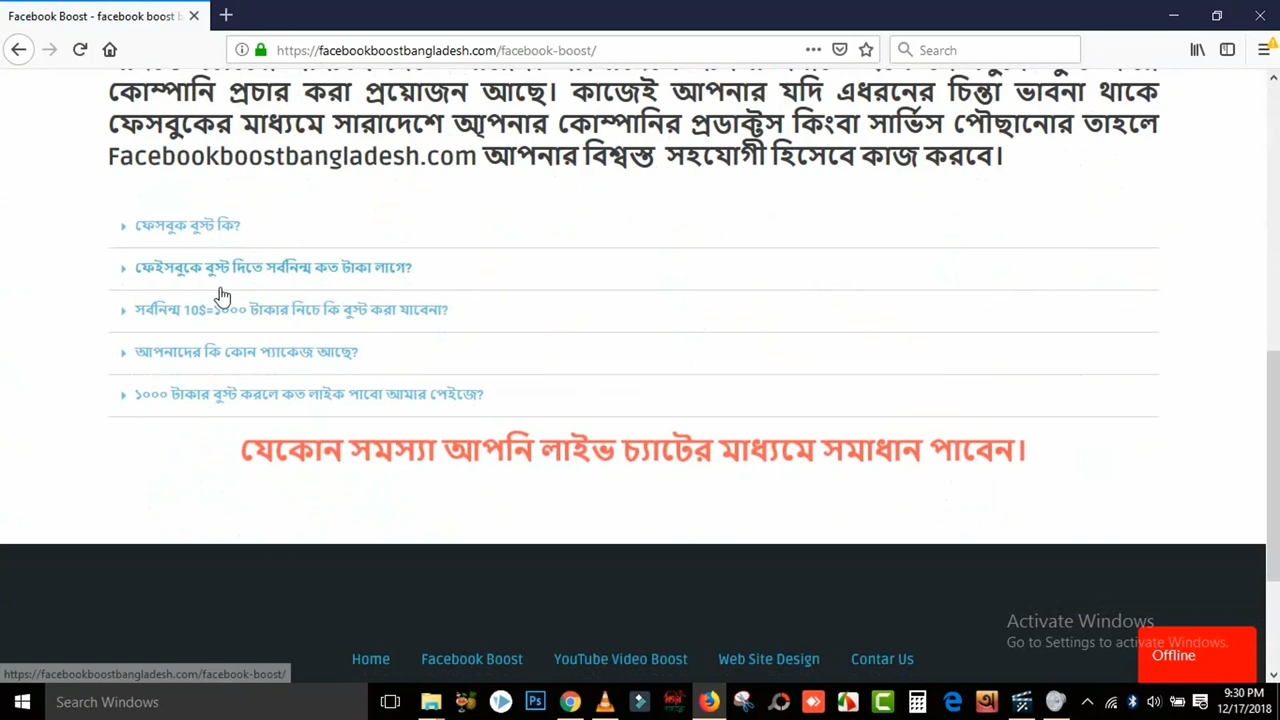 Facebook Boost - facebook boost b
https://facebookboostbangladesh.com/facebook-boost/
Search
কোম্পানি প্রচার করা প্রয়োজন আছে। কাজেই আপনার যদি এধরনের চিন্তা ভাবনা থাকে
ফেসবুকের মাধ্যমে সারাদেশে আপনার কোম্পানির প্রডাক্টস কিংবা সার্ভিস পৌছানোর তাহলে
Facebookboostbangladesh.com আপনার বিশ্বস্ত সহযোগী হিসেবে কাজ করবে।
ফেসবুক বুস্ট কি?
ফেইসবুকে বুস্ট দিতে সর্বনিন্ম কত টাকা লাগে?
সর্বনিন্ম 10$=১০০০ টাকার নিচে কি বুস্ট করা যাবেনা?
আপনাদের কি কোন প্যাকেজ আছে?
১০০০ টাকার বুস্ট করলে কত লাইক পাবো আমার পেইজে?
যেকোন সমস্যা আপনি লাইভ চ্যাটের মাধ্যমে সমাধান পাবেন।
Activate Windows
Go to Settings to activate Windows.
Offline
Home Facebook Boost YouTube Video Boost Web Site Design Contar Us
https://facebookboostbangladesh.com/facebook-boost/
Search Windows
9:30 PM
12/17/2018